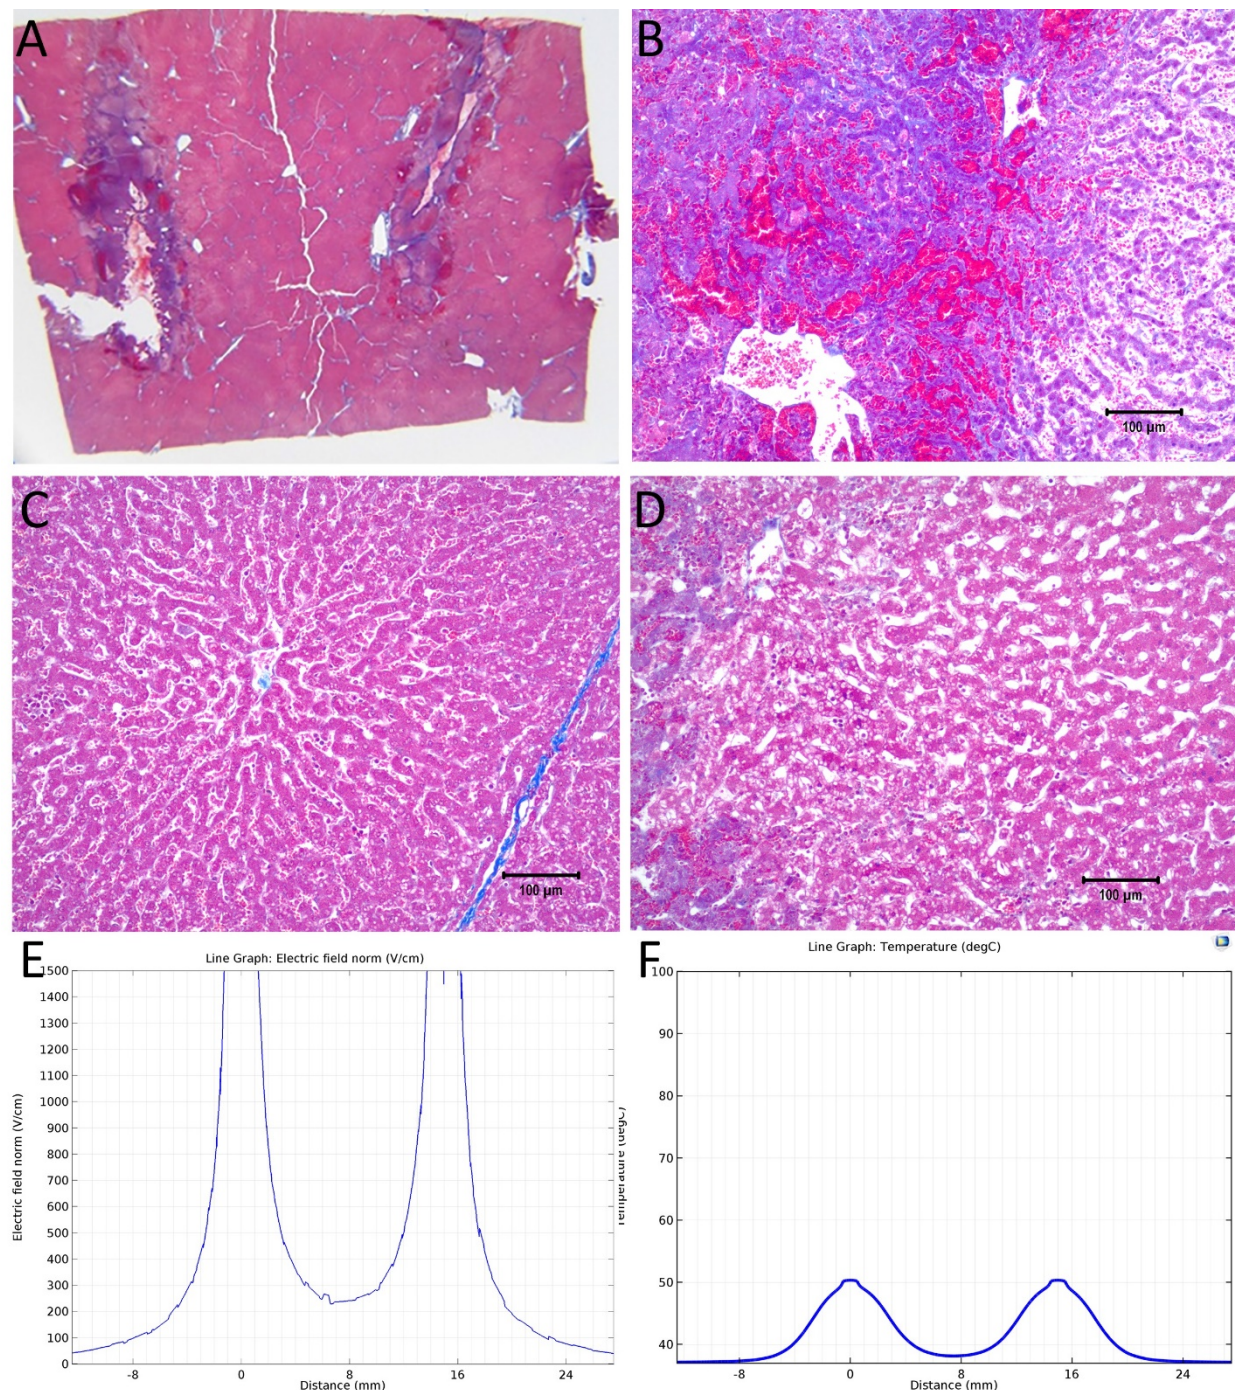 A
B
100 µm
C
100 µm
D
100 µm
E
Line Graph: Electric field norm (V/cm)
1500
1400
1300
1200
1100
1000
900
800
700
600
500
400
300
200
100
0
Electric field norm (V/cm)
-8
0
8
16
24
Distance (mm)
F
Line Graph: Temperature (degC)
100
90
80
70
60
50
40
Temperature (degC)
-8
0
8
16
24
Distance (mm)